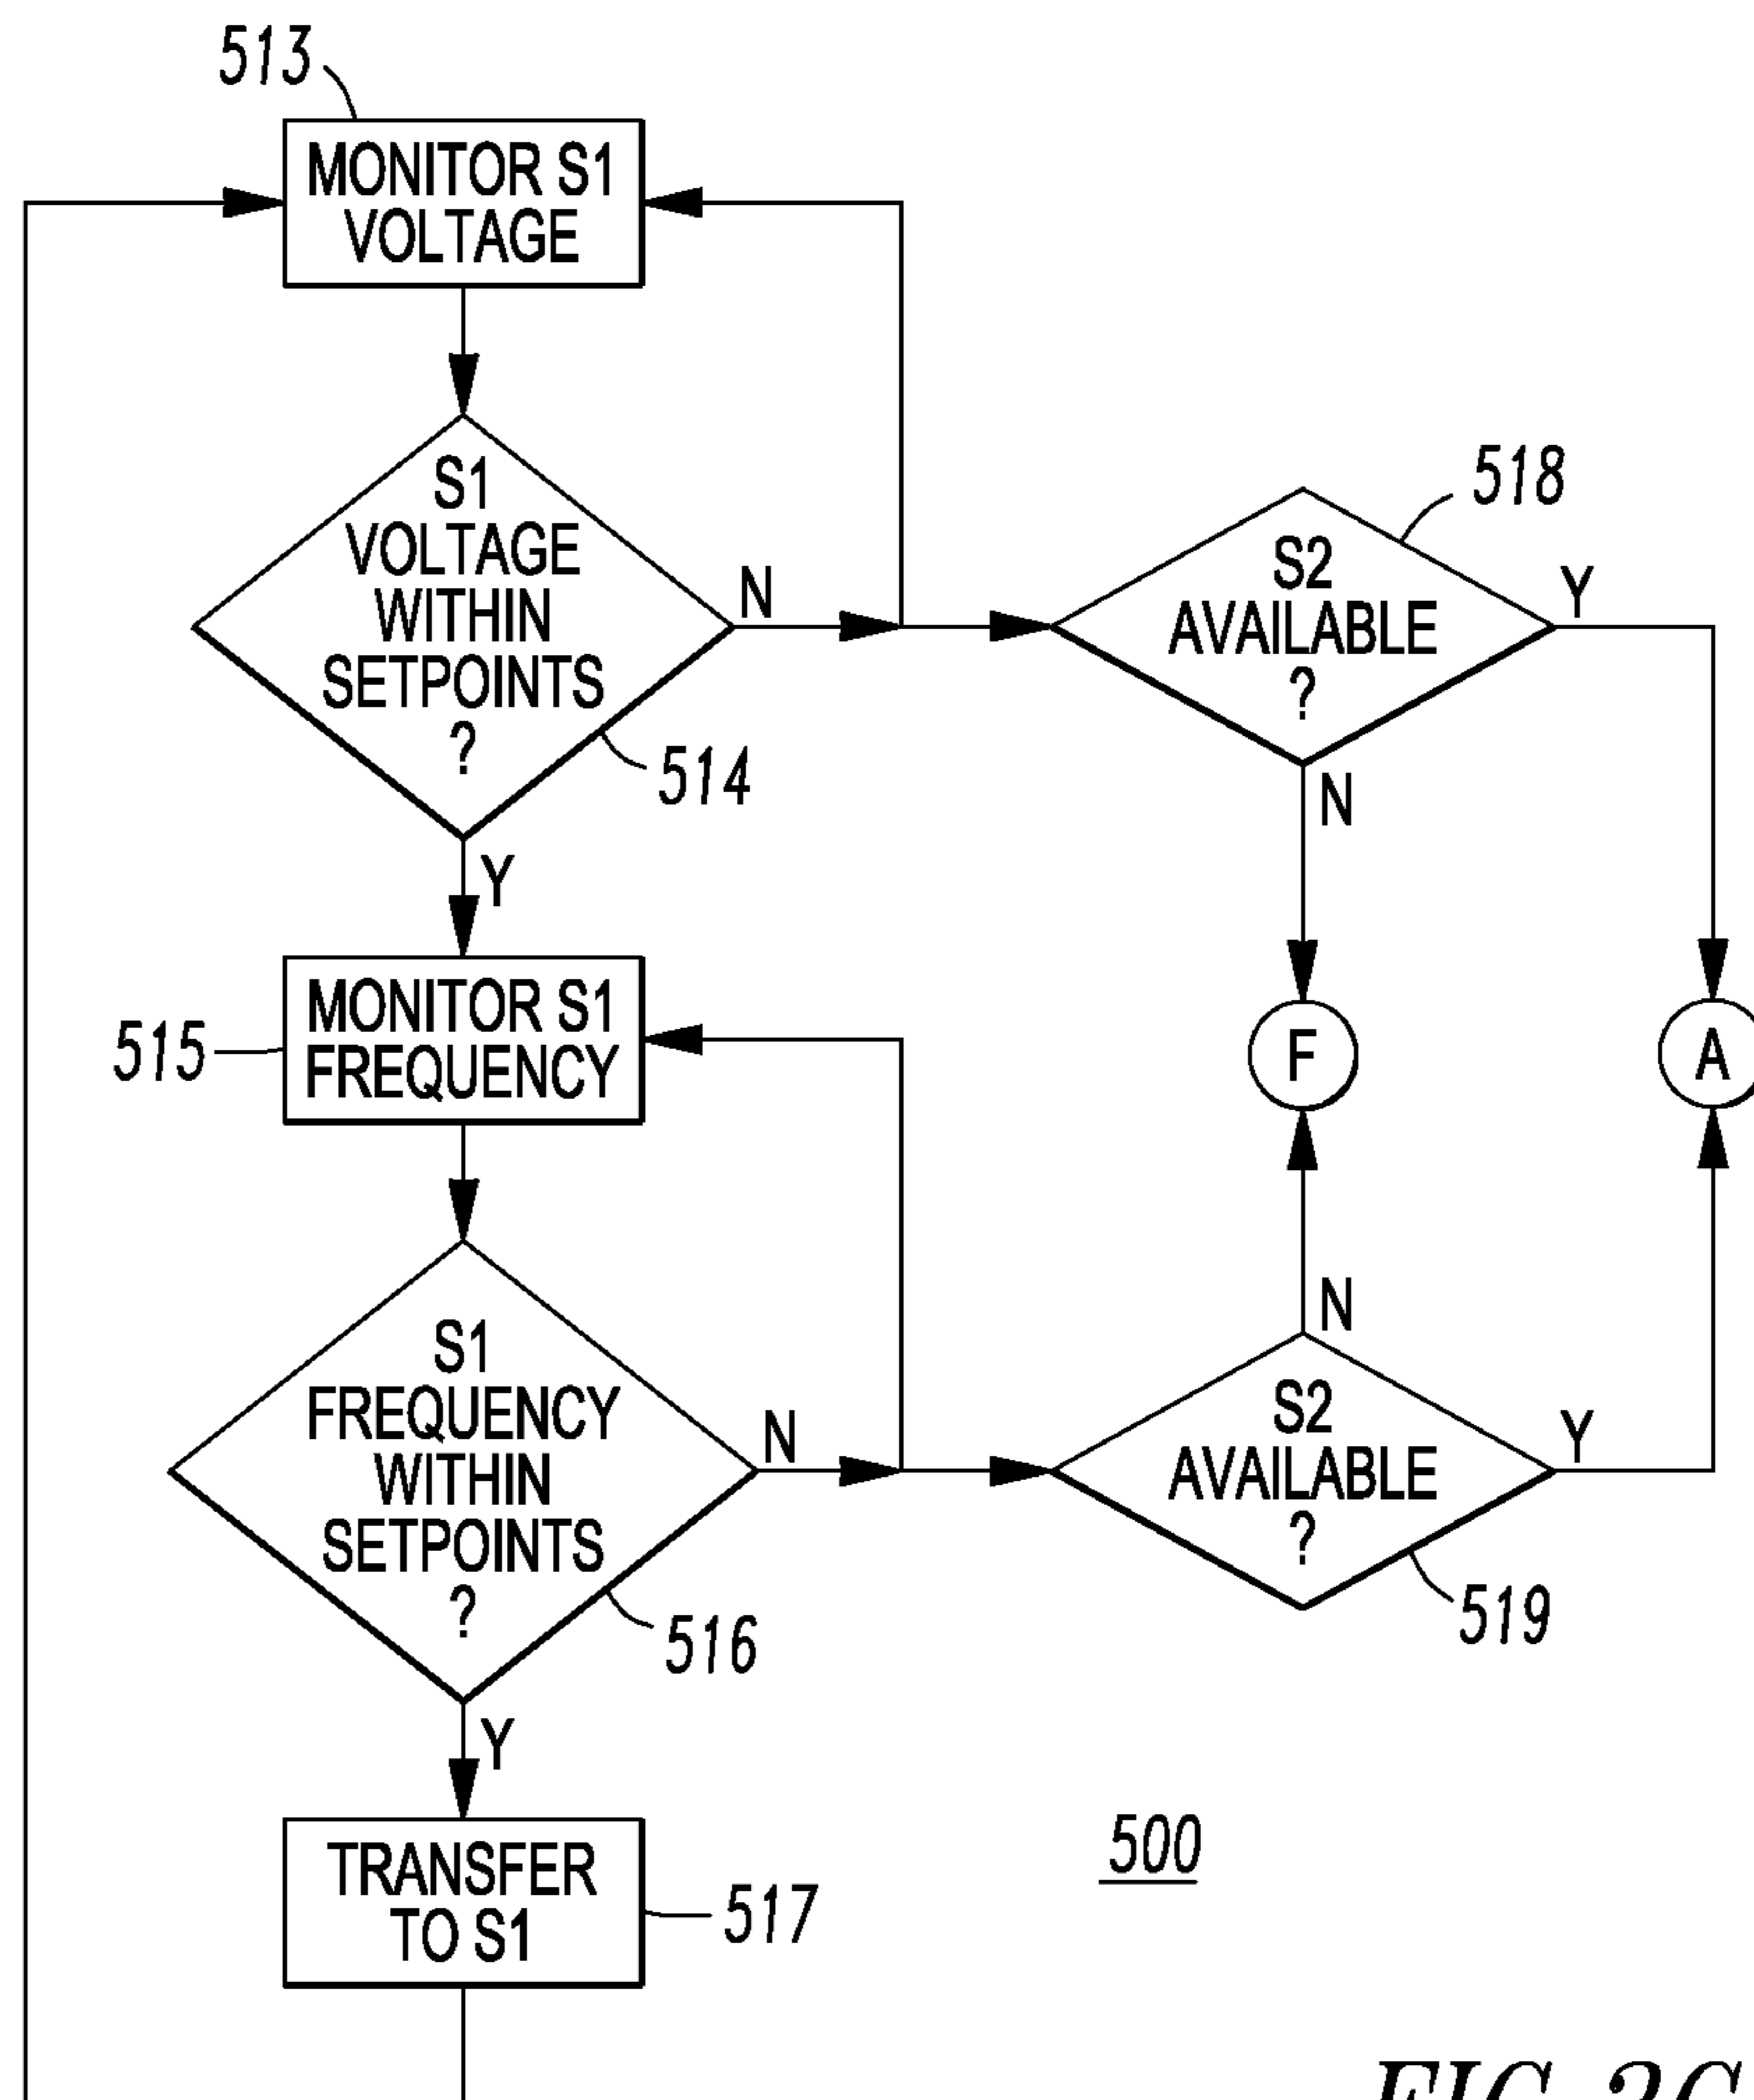 513
MONITOR S1
VOLTAGE
S1
VOLTAGE
WITHIN
SETPOINTS
?
N
514
Y
518
S2
AVAILABLE
?
Y
N
MONITOR S1
FREQUENCY
515
F
A
S1
FREQUENCY
WITHIN
SETPOINTS
?
N
516
Y
N
S2
AVAILABLE
?
Y
519
TRANSFER
TO S1
517
500